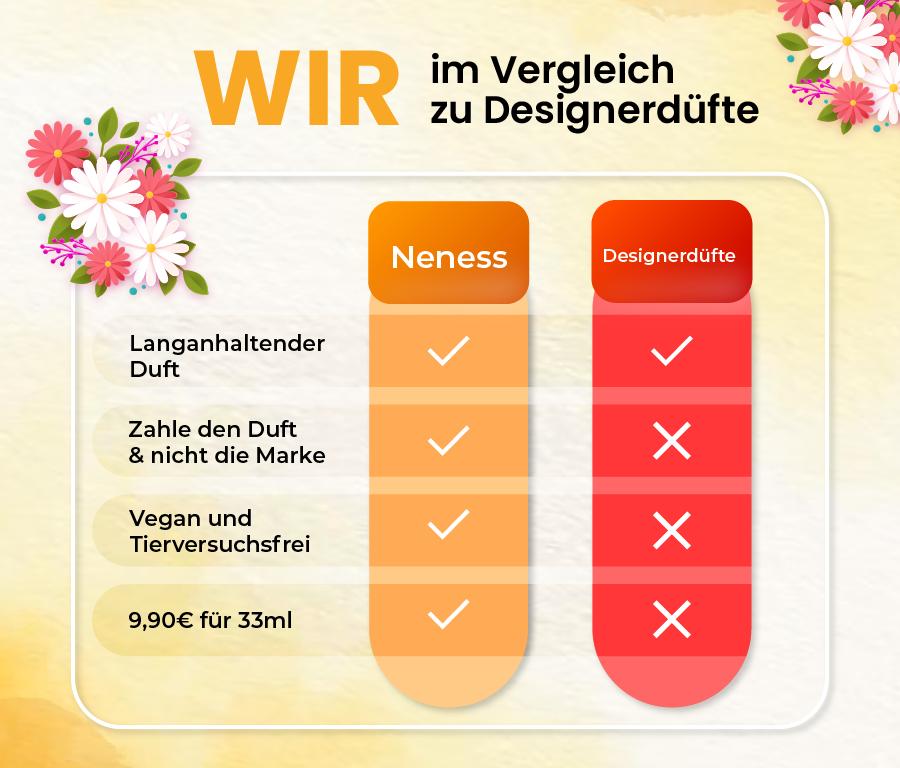 WIR
im Vergleich
zu Designerdüfte
Neness
Designerdüfte
Langanhaltender
Duft
Zahle den Duft
& nicht die Marke
Vegan und
Tierversuchsfrei
9,90€ für 33ml